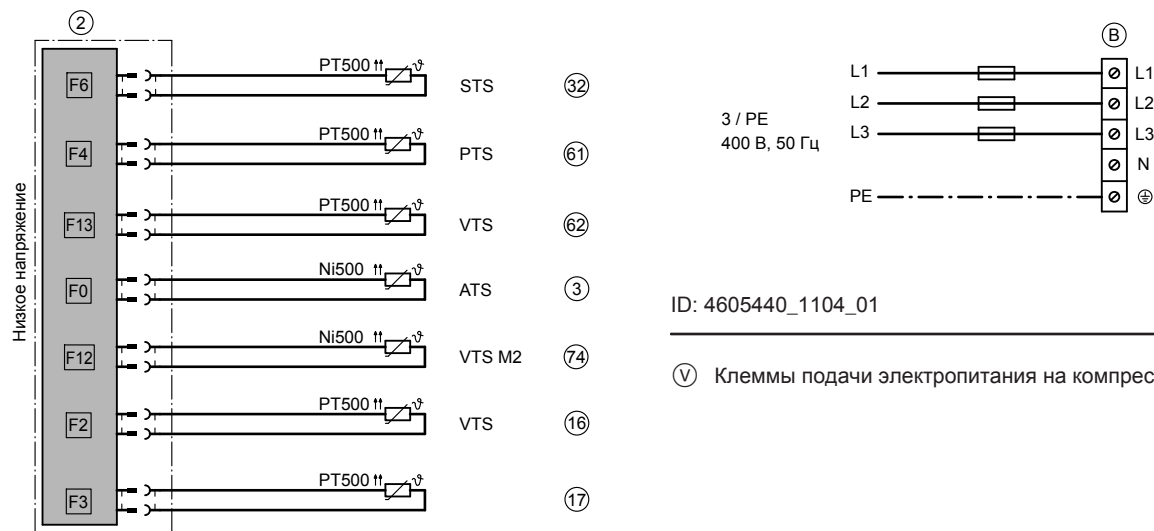 2
Низкое напряжение
F6 PT500 ϑ STS 32
F4 PT500 ϑ PTS 61
F13 PT500 ϑ VTS 62
F0 Ni500 ϑ ATS 3
F12 Ni500 ϑ VTS M2 74
F2 PT500 ϑ VTS 16
F3 PT500 ϑ 17
B
3 / PE
400 В, 50 Гц
L1 L1
L2 L2
L3 L3
N
PE
ID: 4605440_1104_01
V Клеммы подачи электропитания на компрес